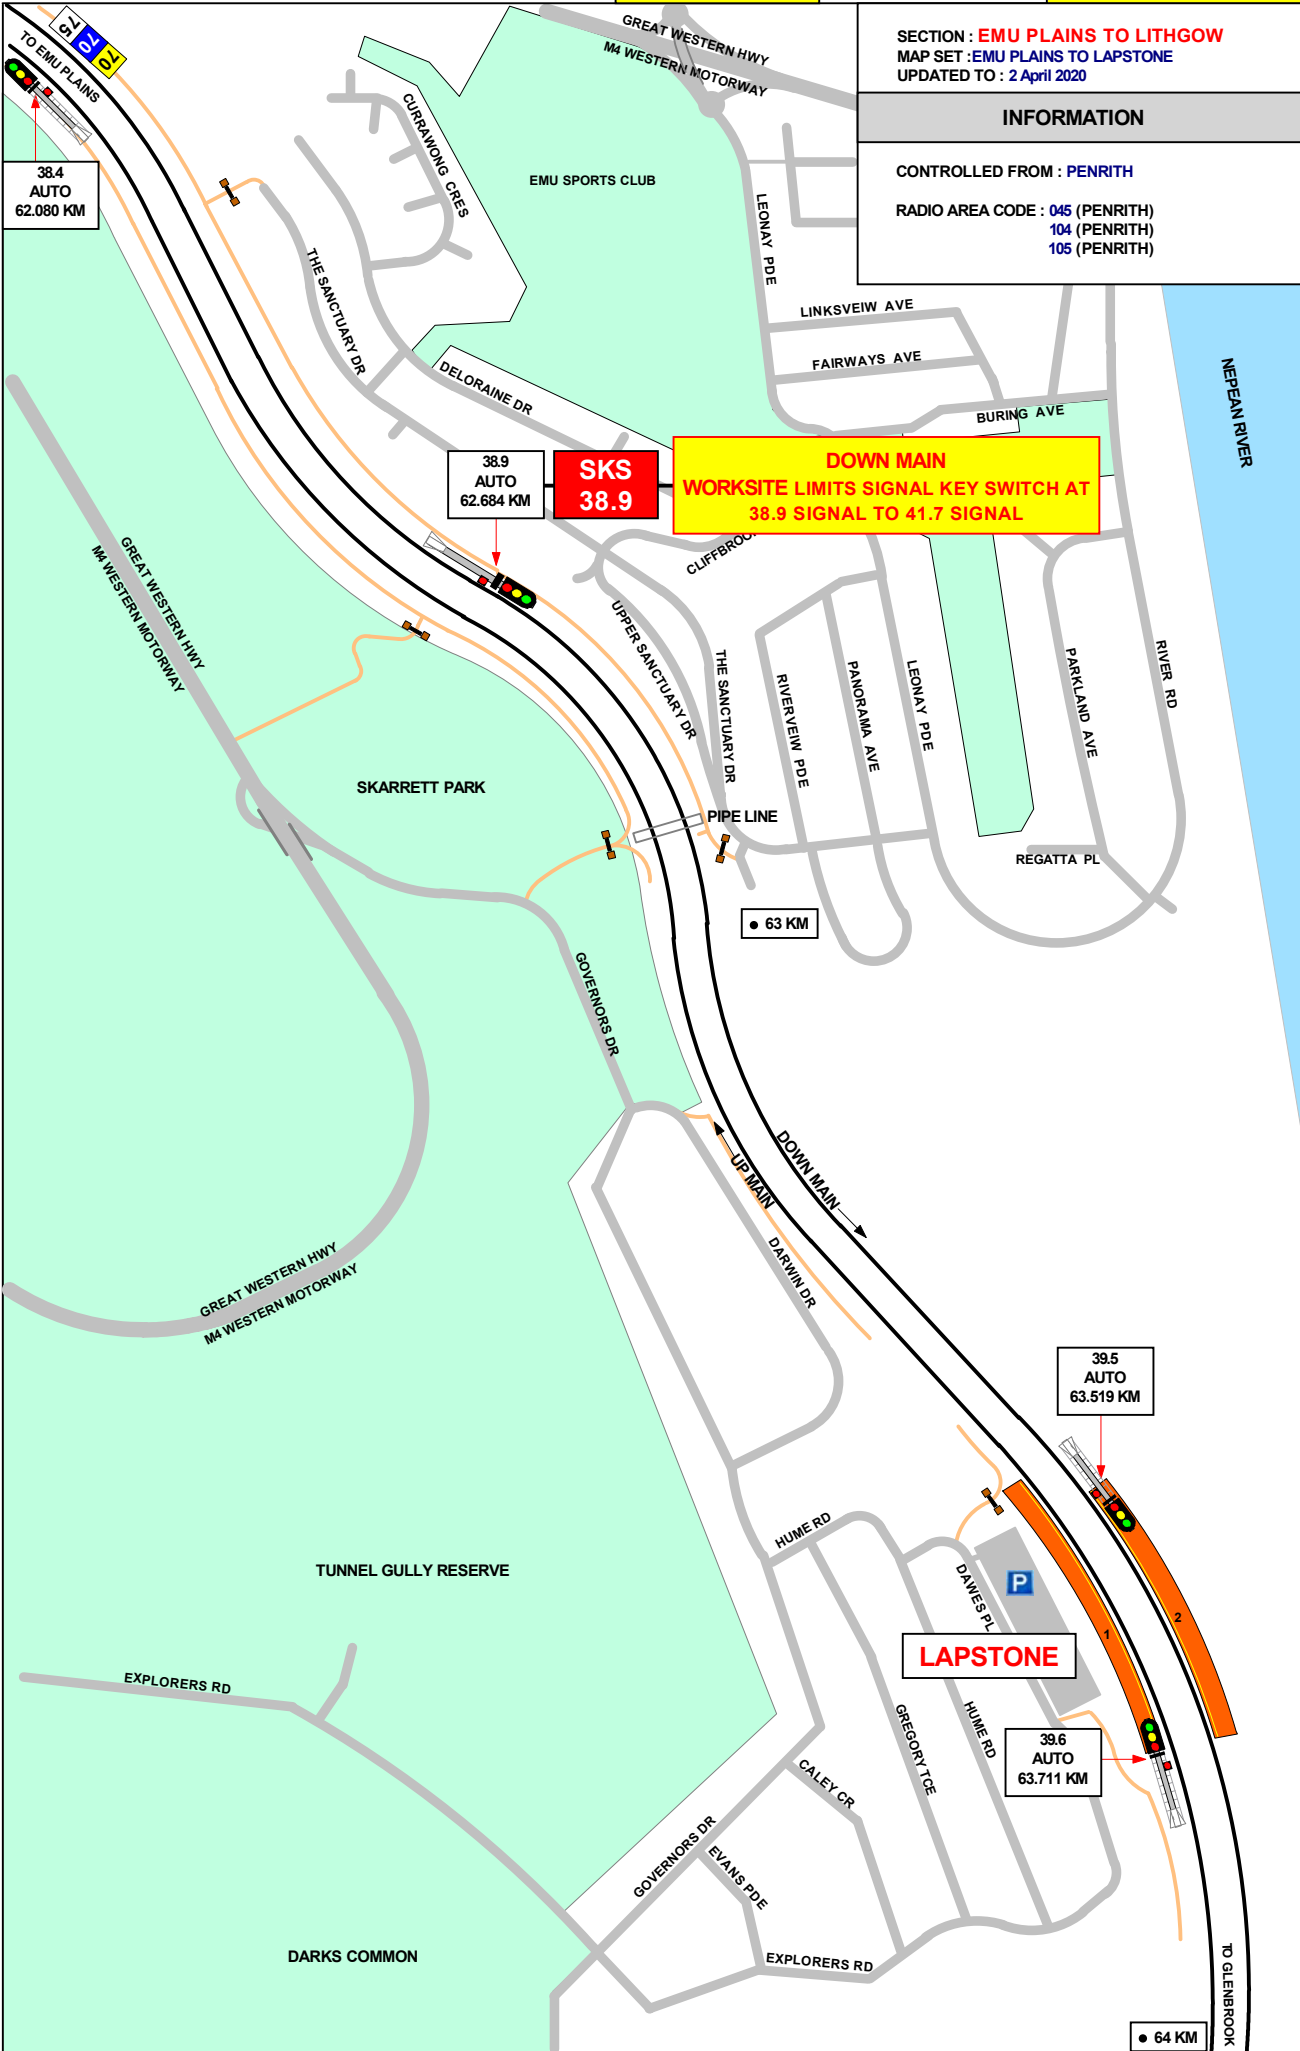 SECTION : EMU PLAINS TO LITHGOW
MAP SET :EMU PLAINS TO LAPSTONE
UPDATED TO : 2 April 2020
INFORMATION
CONTROLLED FROM : PENRITH
RADIO AREA CODE : 045 (PENRITH)
104 (PENRITH)
105 (PENRITH)
75
70
70
TO EMU PLAINS
38.4
AUTO
62.080 KM
GREAT WESTERN HWY
M4 WESTERN MOTORWAY
CURRAWONG CRES
EMU SPORTS CLUB
LEONAY PDE
THE SANCTUARY DR
LINKSVEIW AVE
FAIRWAYS AVE
DELORAINE DR
BURING AVE
NEPEAN RIVER
38.9
AUTO
62.684 KM
SKS
38.9
DOWN MAIN
WORKSITE LIMITS SIGNAL KEY SWITCH AT
38.9 SIGNAL TO 41.7 SIGNAL
GREAT WESTERN HWY
M4 WESTERN MOTORWAY
UPPER SANCTUARY DR
THE SANCTUARY DR
RIVERVEIW PDE
PANORAMA AVE
LEONAY PDE
PARKLAND AVE
RIVER RD
SKARRETT PARK
PIPE LINE
REGATTA PL
63 KM
GOVERNORS DR
UP MAIN
DOWN MAIN
DARWIN DR
GREAT WESTERN HWY
M4 WESTERN MOTORWAY
39.5
AUTO
63.519 KM
HUME RD
TUNNEL GULLY RESERVE
DAWES PL
P
1
2
LAPSTONE
EXPLORERS RD
GREGORY TCE
HUME RD
39.6
AUTO
63.711 KM
CALEY CR
GOVERNORS DR
EVANS PDE
DARKS COMMON
EXPLORERS RD
TO GLENBROOK
64 KM